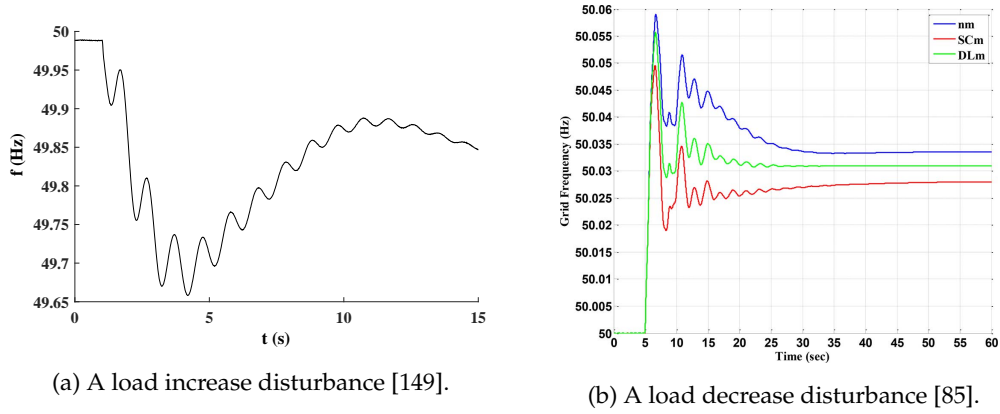 50
49.95
49.9
49.85
49.8
49.75
49.7
49.65
f (Hz)
0
5
10
15
t (s)
(a) A load increase disturbance [149].
50.06
50.055
50.05
50.045
50.04
50.035
50.03
50.025
50.02
50.015
50.01
50.005
50
Grid Frequency (Hz)
nm
SCm
DLm
0 5 10 15 20 25 30 35 40 45 50 55 60
Time (sec)
(b) A load decrease disturbance [85].